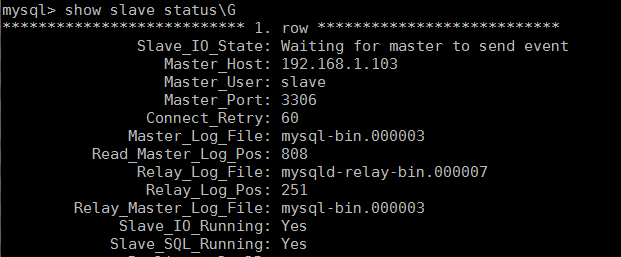 mysql> show slave status\G
*************************** 1. row ***************************
Slave_IO_State: Waiting for master to send event
Master_Host: 192.168.1.103
Master_User: slave
Master_Port: 3306
Connect_Retry: 60
Master_Log_File: mysql-bin.000003
Read_Master_Log_Pos: 808
Relay_Log_File: mysqld-relay-bin.000007
Relay_Log_Pos: 251
Relay_Master_Log_File: mysql-bin.000003
Slave_IO_Running: Yes
Slave_SQL_Running: Yes